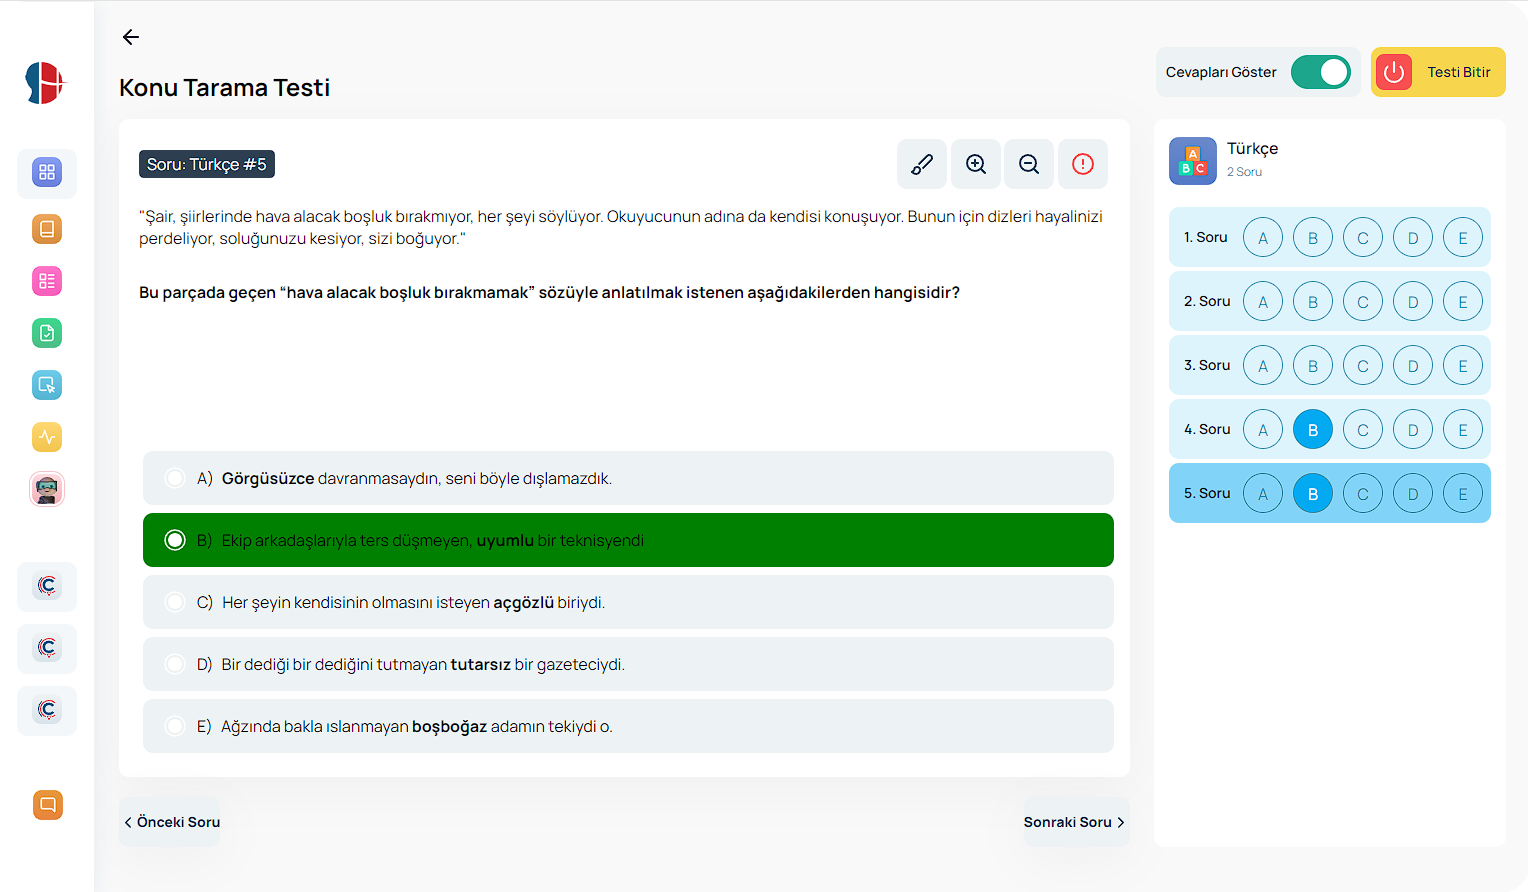 Konu Tarama Testi
Cevapları Göster
Testi Bitir
Soru: Türkçe #5
"Şair, şiirlerinde hava alacak boşluk bırakmıyor, her şeyi söylüyor. Okuyucunun adına da kendisi konuşuyor. Bunun için dizleri hayalinizi
perdeliyor, soluğunuzu kesiyor, sizi boğuyor."
Bu parçada geçen “hava alacak boşluk bırakmamak” sözüyle anlatılmak istenen aşağıdakilerden hangisidir?
A) Görgüsüzce davranmasaydın, seni böyle dışlamazdık.
B) Ekip arkadaşlarıyla ters düşmeyen, uyumlu bir teknisyendi
C) Her şeyin kendisinin olmasını isteyen açgözlü biriydi.
D) Bir dediği bir dediğini tutmayan tutarsız bir gazeteciydi.
E) Ağzında bakla ıslanmayan boşboğaz adamın tekiydi o.
Önceki Soru
Sonraki Soru
A
B C
Türkçe
2 Soru
1. Soru A B C D E
2. Soru A B C D E
3. Soru A B C D E
4. Soru A B C D E
5. Soru A B C D E
C
C
C